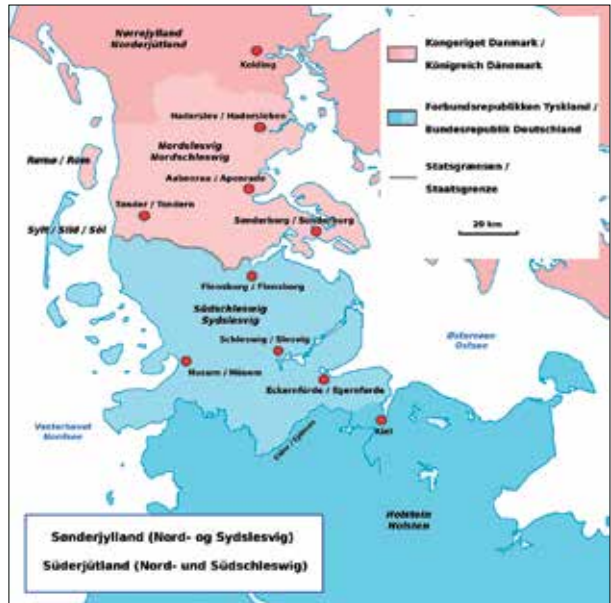 Nørrejylland
Norderjütland
Kolding
Haderslev / Hadersleben
Nordslesvig
Nordschleswig
Aabenraa / Apenrade
Rømø / Röm
Tønder / Tondern
Sønderborg / Sonderburg
Sylt / Sild / Söl
Flensburg / Flensborg
Südschleswig
Sydslesvig
Schleswig / Slesvig
Husum / Hüsem
Eckernförde / Egernførde
Vesterhavet
Nordsee
Østersøen
Ostsee
Kiel
Eider / Ejderen
Holstein
Holsten
Kongeriget Danmark /
Königreich Dänemark
Forbundsrepublikken Tyskland /
Bundesrepublik Deutschland
Statsgrænsen /
Staatsgrenze
20 km
Sønderjylland (Nord- og Sydslesvig)
Süderjütland (Nord- und Südschleswig)